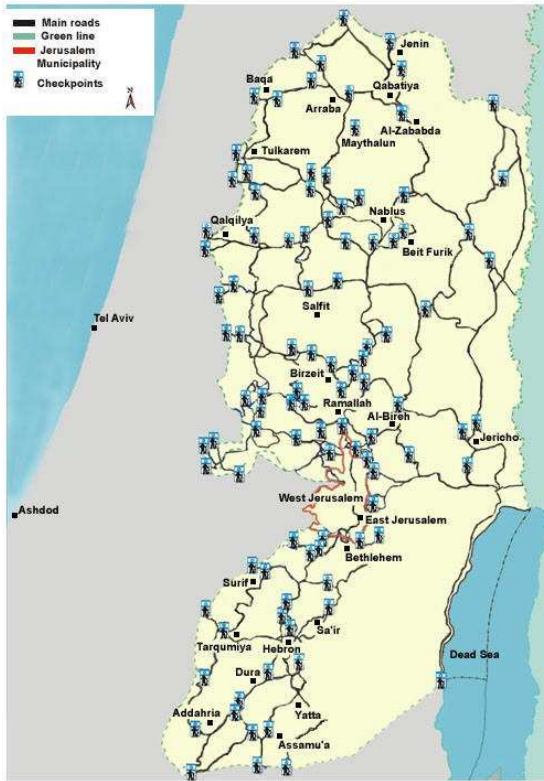 Main roads
Green line
Jerusalem
Municipality
Checkpoints
N
Jenin
Baqa
Qabatiya
Arraba
Al-Zababda
Maythalun
Tulkarem
Nablus
Qalqilya
Beit Furik
Salfit
Tel Aviv
Birzeit
Ramallah
Al-Bireh
Jericho
West Jerusalem
Ashdod
East Jerusalem
Bethlehem
Surif
Sa'ir
Tarqumiya
Hebron
Dead Sea
Dura
Addahria
Yatta
Assamu'a